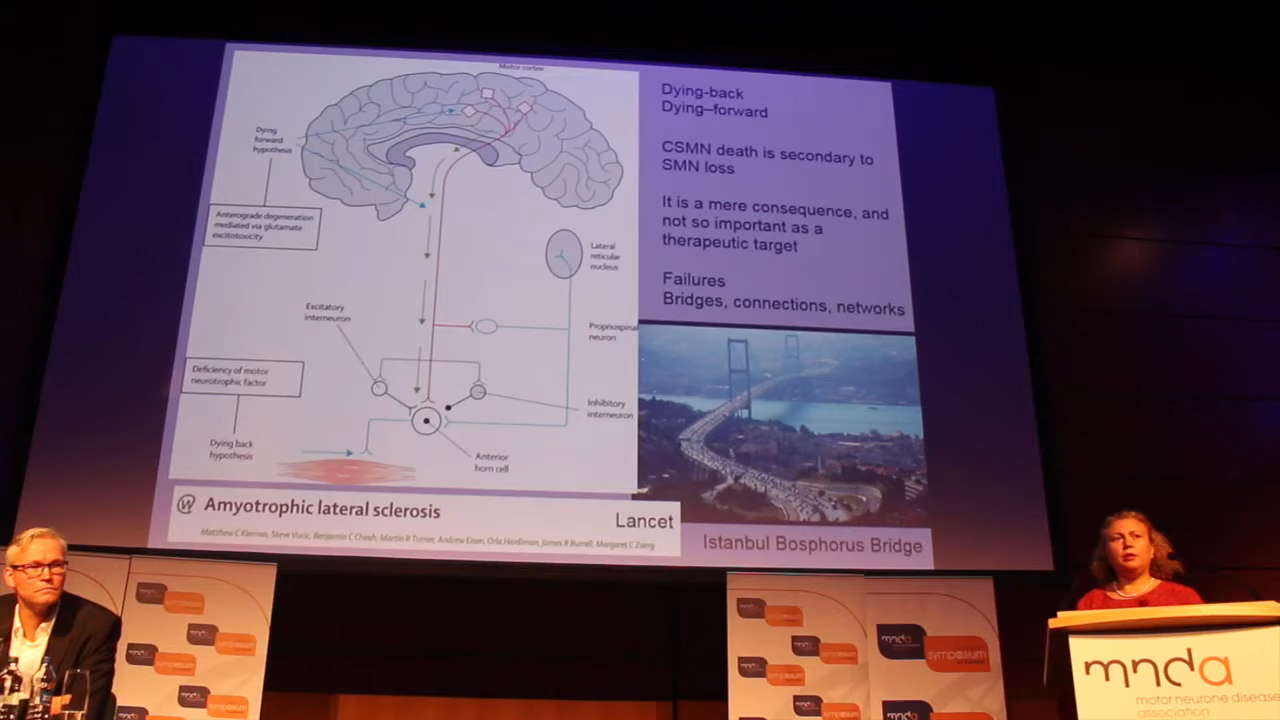 Motor cortex
Dying
forward
hypothesis
Anterograde degeneration
mediated via glutamate
excitotoxicity
Lateral
reticular
nucleus
Excitatory
interneuron
Propriospinal
neuron
Deficiency of motor
neurotrophic factor
Inhibitory
interneuron
Dying back
hypothesis
Anterior
horn cell
W Amyotrophic lateral sclerosis
Lancet
Matthew C Kiernan, Steve Vucic, Benjamin C Cheah, Martin R Turner, Andrew Eisen, Orla Hardiman, James R Burrell, Margaret C Zoing
Dying-back
Dying–forward
CSMN death is secondary to
SMN loss
It is a mere consequence, and
not so important as a
therapeutic target
Failures
Bridges, connections, networks
Istanbul Bosphorus Bridge
mnda
symposium
mnda
motor neurone disease
association